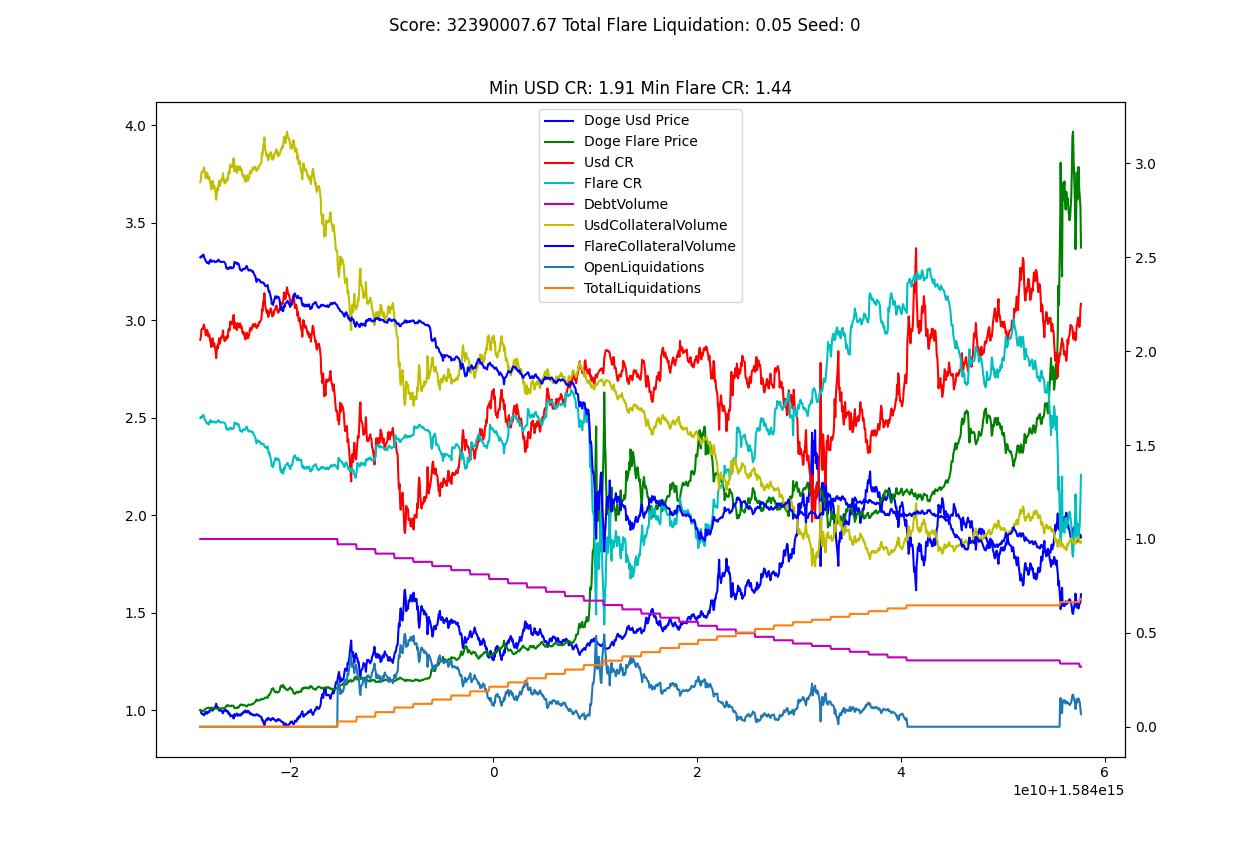 Score: 32390007.67 Total Flare Liquidation: 0.05 Seed: 0
Min USD CR: 1.91 Min Flare CR: 1.44
Doge Usd Price
Doge Flare Price
Usd CR
Flare CR
DebtVolume
UsdCollateralVolume
FlareCollateralVolume
OpenLiquidations
TotalLiquidations
4.0
3.5
3.0
2.5
2.0
1.5
1.0
3.0
2.5
2.0
1.5
1.0
0.5
0.0
−2 0 2 4 6
1e10+1.584e15